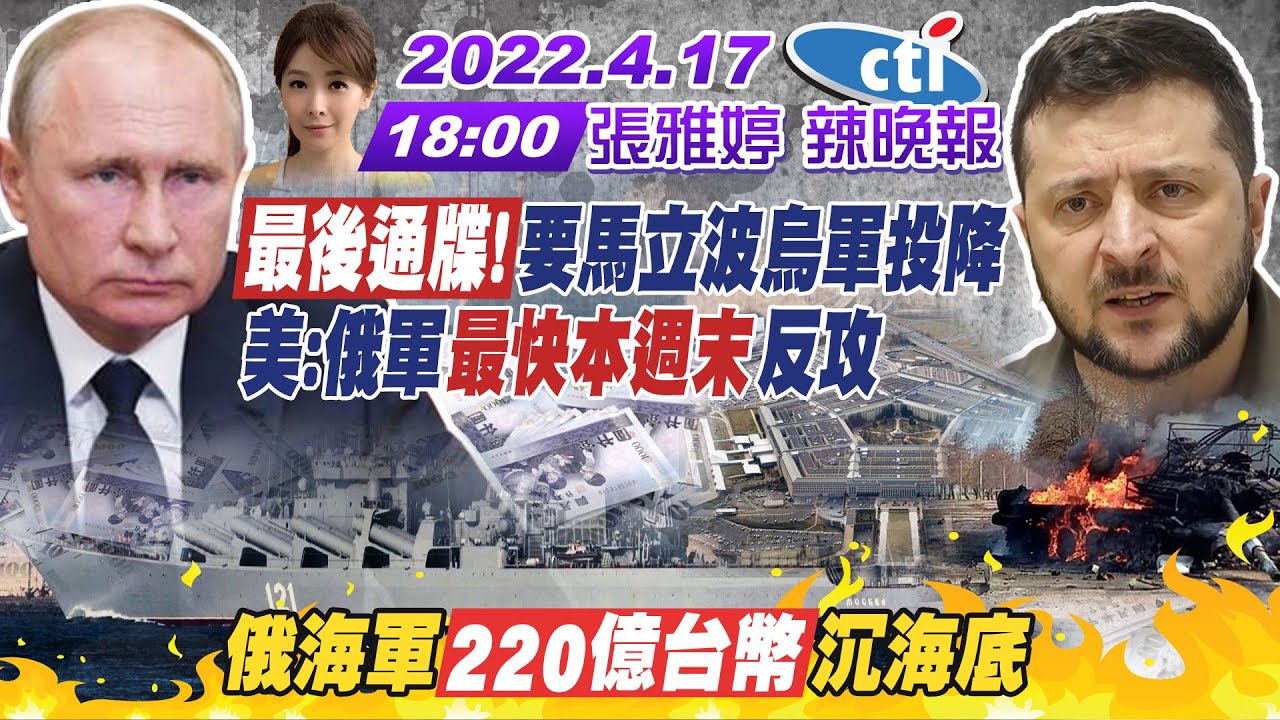 2022.4.17
cti
18:00 張雅婷 辣晚報
最後通牒!要馬立波烏軍投降
美:俄軍最快本週末反攻
131
МОСКВА
俄海軍220億台幣沉海底